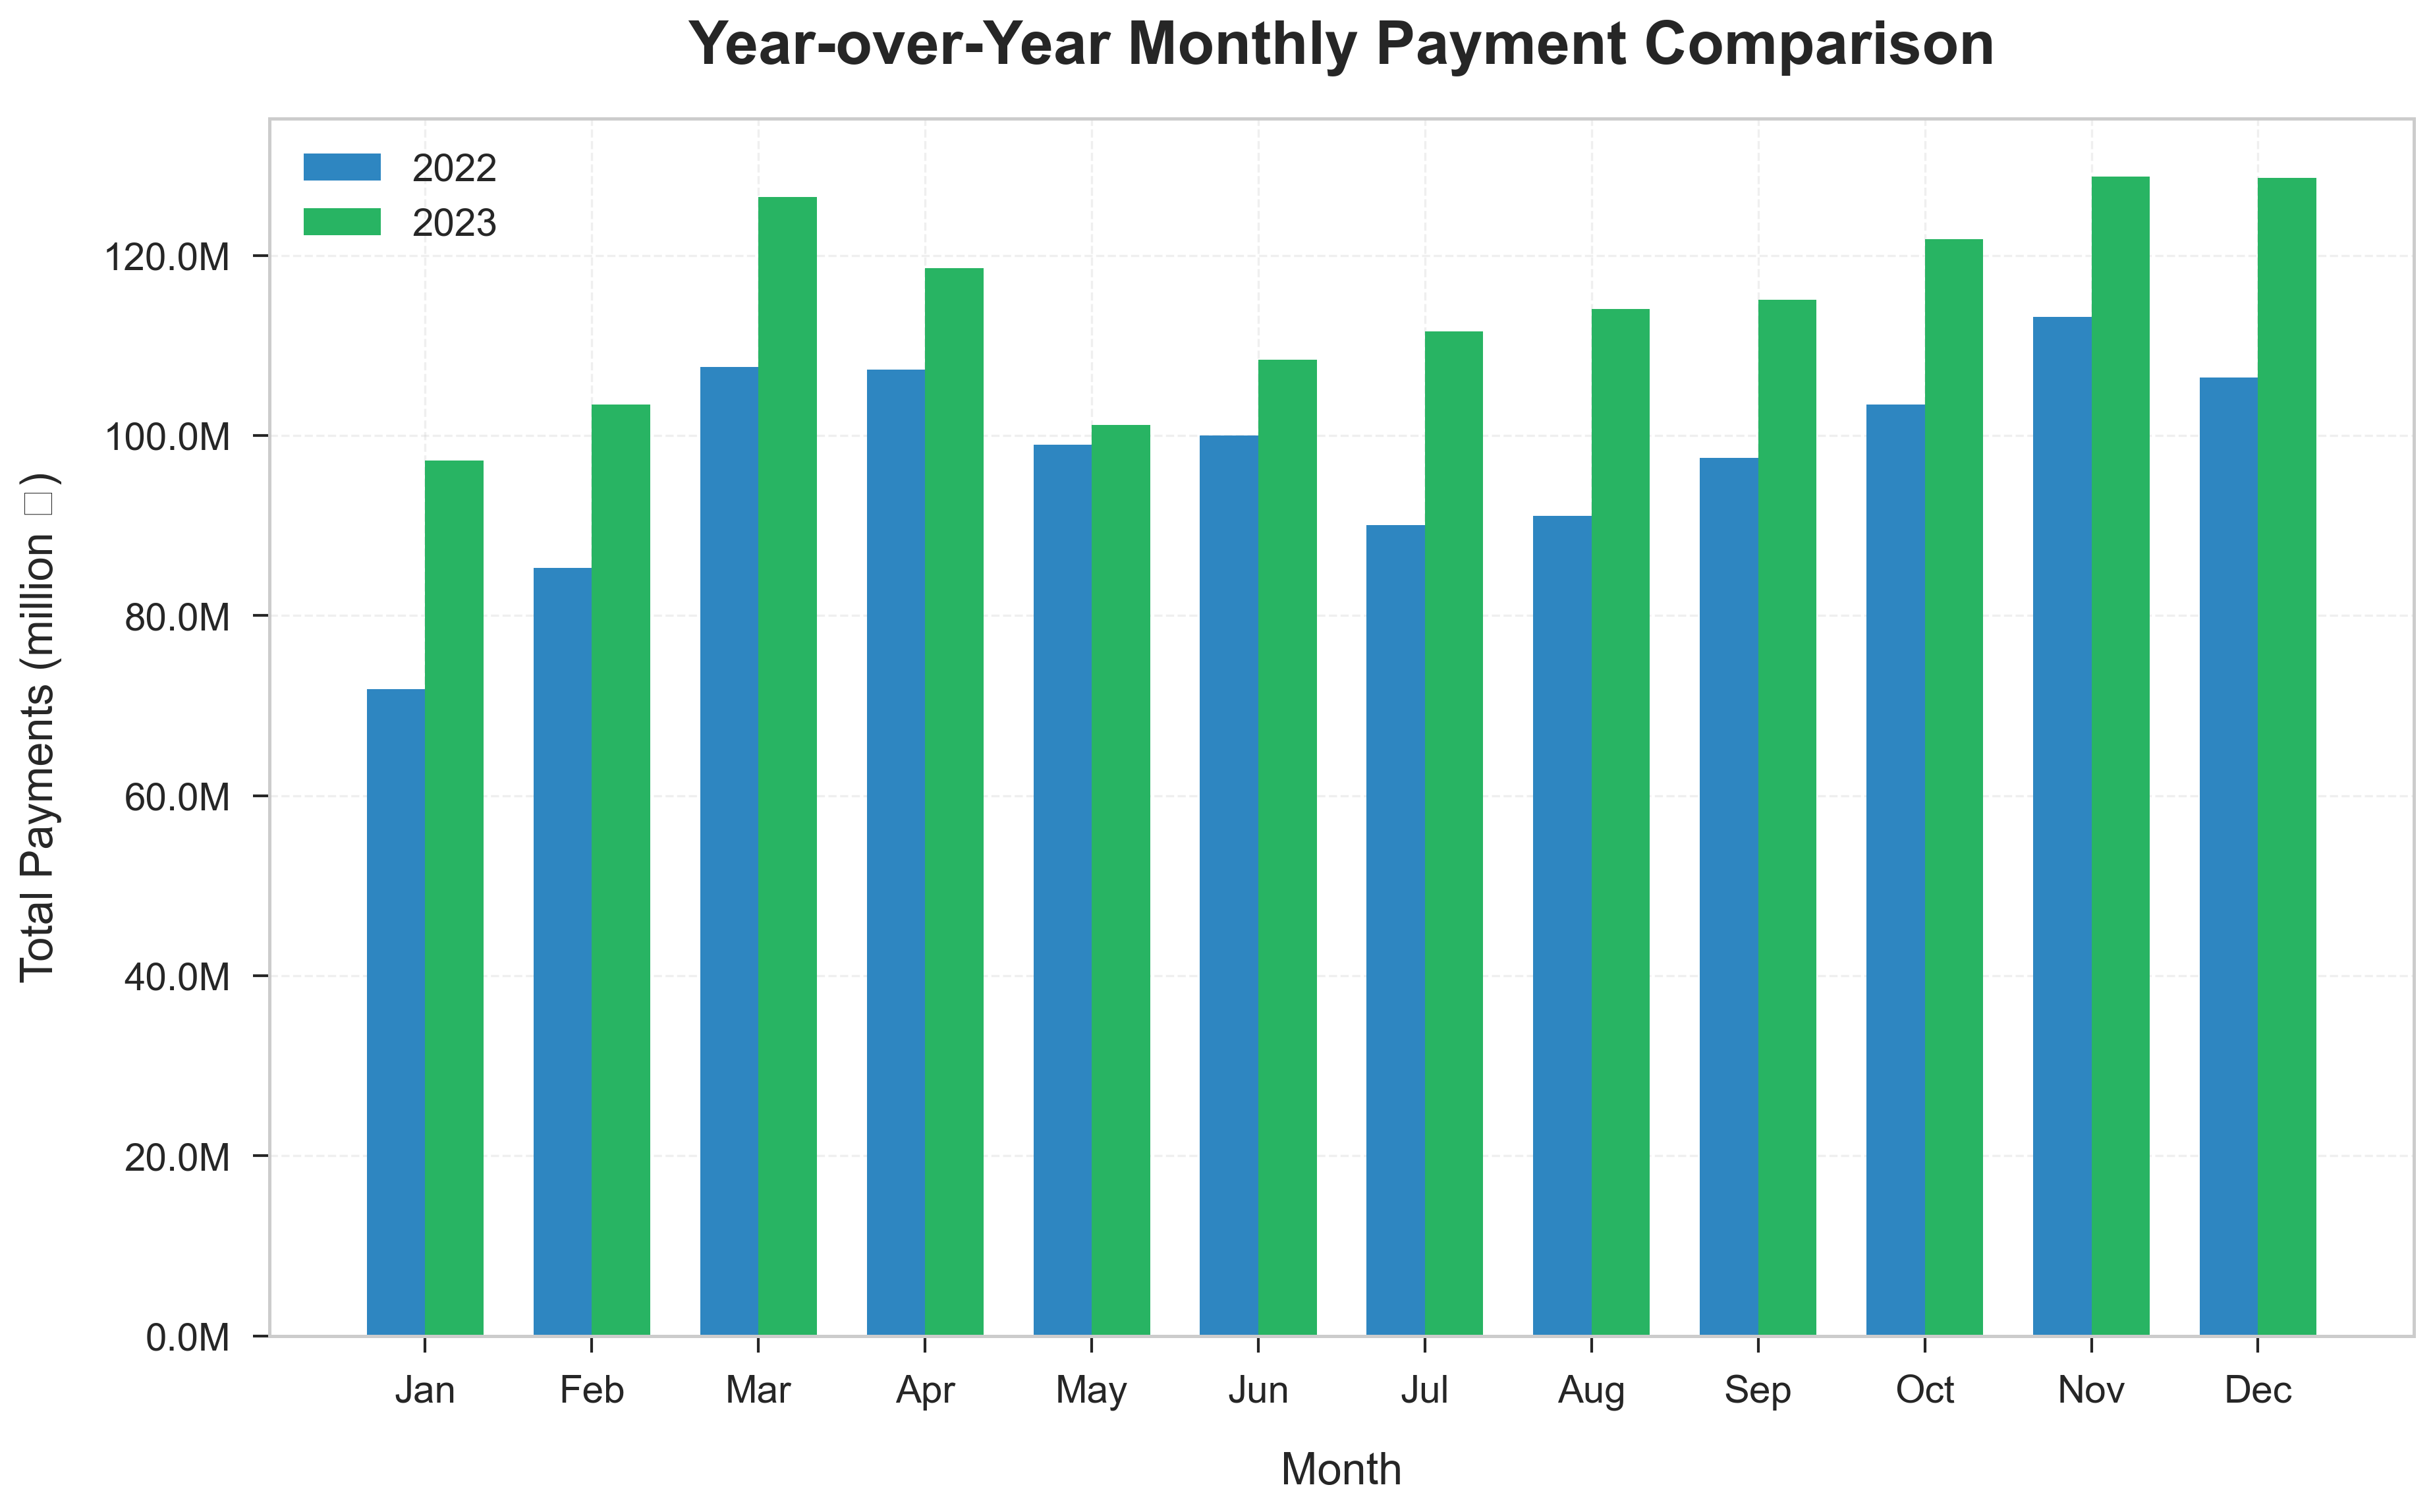 Year-over-Year Monthly Payment Comparison
2022
2023
120.0M
100.0M
80.0M
60.0M
40.0M
20.0M
0.0M
Total Payments (million □)
Jan Feb Mar Apr May Jun Jul Aug Sep Oct Nov Dec
Month